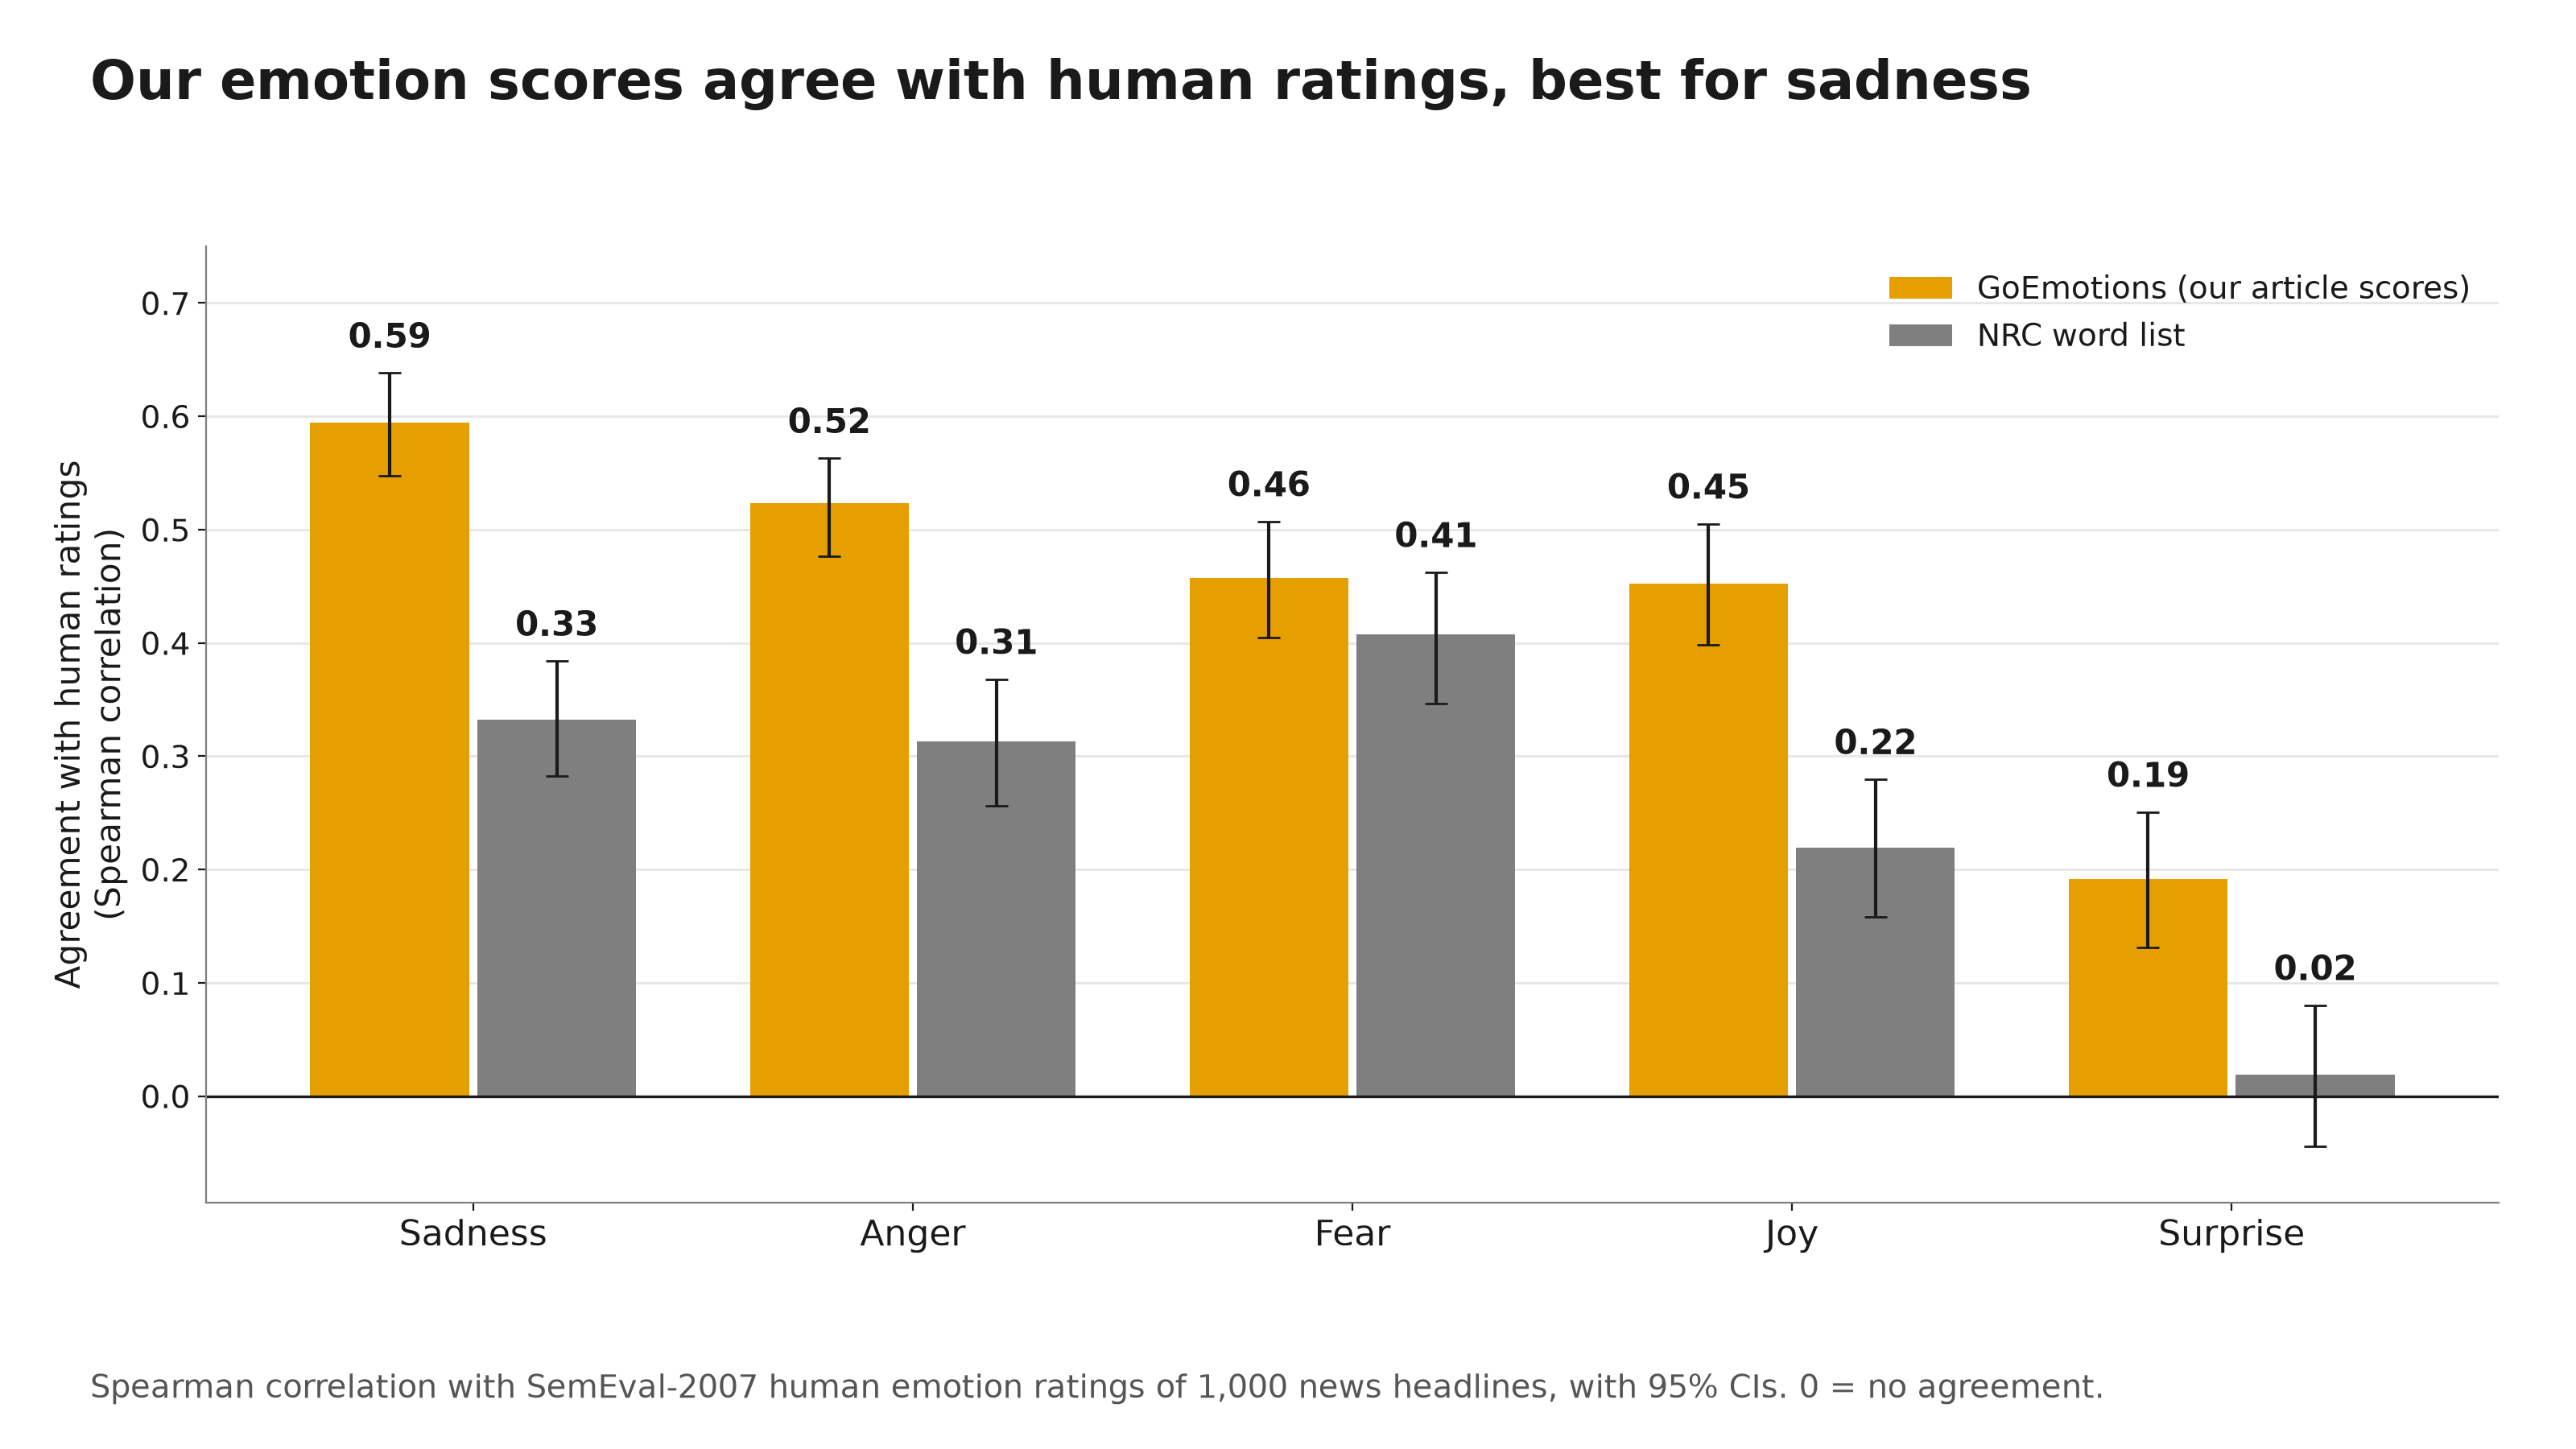 Our emotion scores agree with human ratings, best for sadness
GoEmotions (our article scores)
NRC word list
Agreement with human ratings
(Spearman correlation)
0.7
0.6
0.5
0.4
0.3
0.2
0.1
0.0
0.59
0.33
0.52
0.31
0.46
0.41
0.45
0.22
0.19
0.02
Sadness
Anger
Fear
Joy
Surprise
Spearman correlation with SemEval-2007 human emotion ratings of 1,000 news headlines, with 95% CIs. 0 = no agreement.